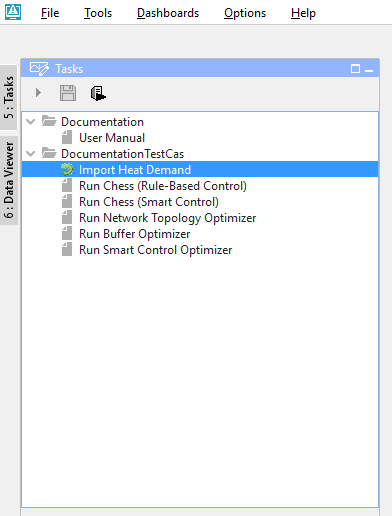 File Tools Dashboards Options Help
Tasks
5 : Tasks
6 : Data Viewer
Documentation
User Manual
DocumentationTestCas
Import Heat Demand
Run Chess (Rule-Based Control)
Run Chess (Smart Control)
Run Network Topology Optimizer
Run Buffer Optimizer
Run Smart Control Optimizer